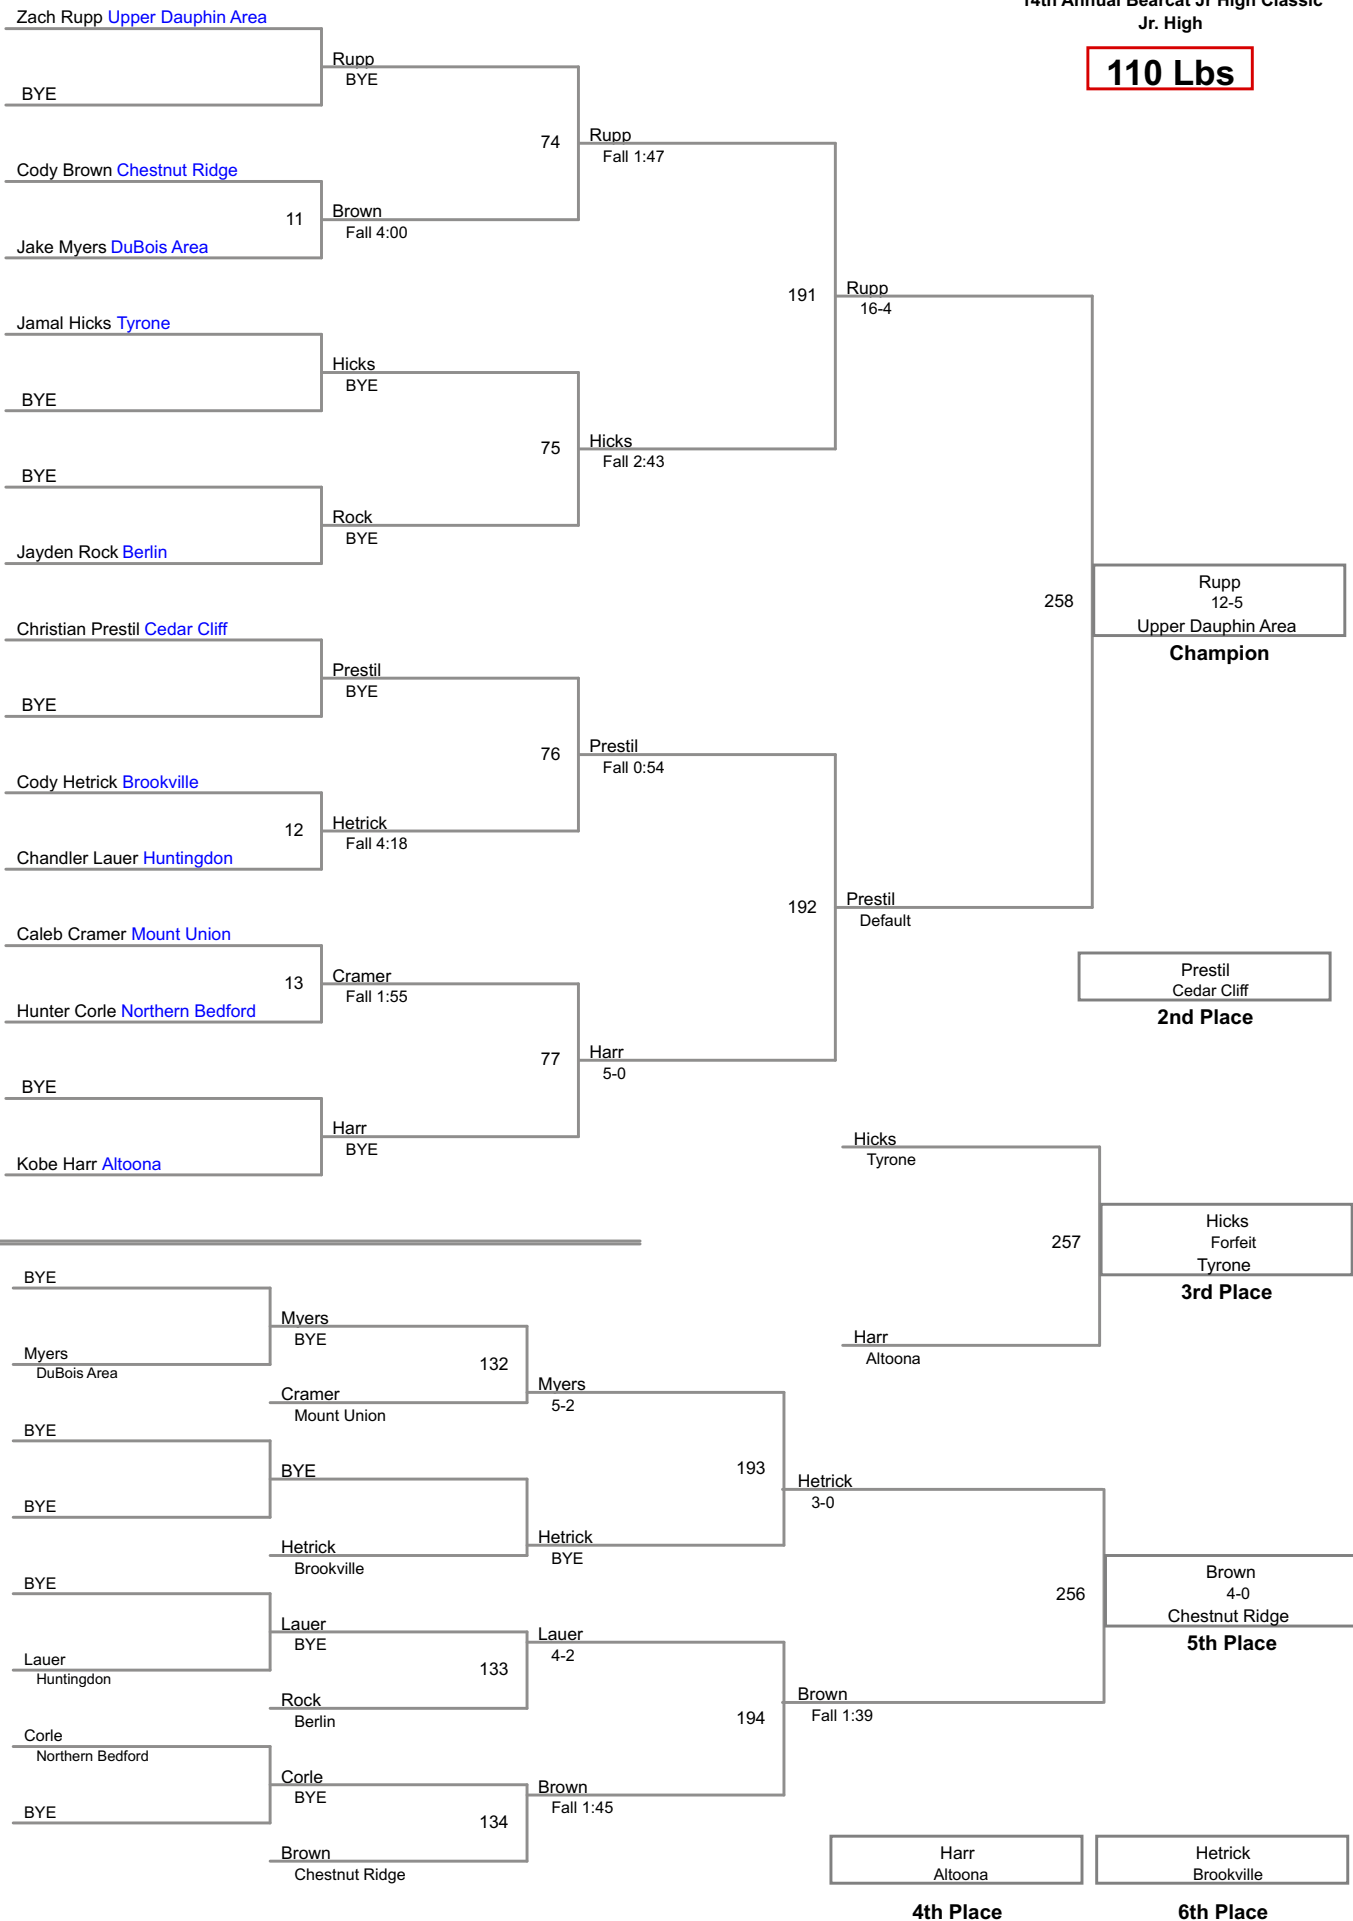 14th Annual Bearcat Jr High Classic
Jr. High
110 Lbs
Zach Rupp Upper Dauphin Area
BYE
Cody Brown Chestnut Ridge
11
Jake Myers DuBois Area
Jamal Hicks Tyrone
BYE
BYE
Jayden Rock Berlin
Christian Prestil Cedar Cliff
BYE
Cody Hetrick Brookville
12
Chandler Lauer Huntingdon
Caleb Cramer Mount Union
13
Hunter Corle Northern Bedford
BYE
Kobe Harr Altoona
Rupp
BYE
74
Brown
Fall 4:00
Hicks
BYE
75
Rock
BYE
Prestil
BYE
76
Hetrick
Fall 4:18
Cramer
Fall 1:55
77
Harr
BYE
Rupp
Fall 1:47
191
Hicks
Fall 2:43
Prestil
Fall 0:54
192
Harr
5-0
Rupp
16-4
258
Prestil
Default
Rupp
12-5
Upper Dauphin Area
Champion
Prestil
Cedar Cliff
2nd Place
Hicks
Tyrone
257
Harr
Altoona
Hicks
Forfeit
Tyrone
3rd Place
BYE
Myers
DuBois Area
BYE
BYE
BYE
Lauer
Huntingdon
Corle
Northern Bedford
BYE
Myers
BYE
132
Cramer
Mount Union
BYE
Hetrick
Brookville
Lauer
BYE
133
Rock
Berlin
Corle
BYE
134
Brown
Chestnut Ridge
Myers
5-2
193
Hetrick
BYE
Lauer
4-2
194
Brown
Fall 1:45
Hetrick
3-0
256
Brown
Fall 1:39
Brown
4-0
Chestnut Ridge
5th Place
Harr
Altoona
4th Place
Hetrick
Brookville
6th Place